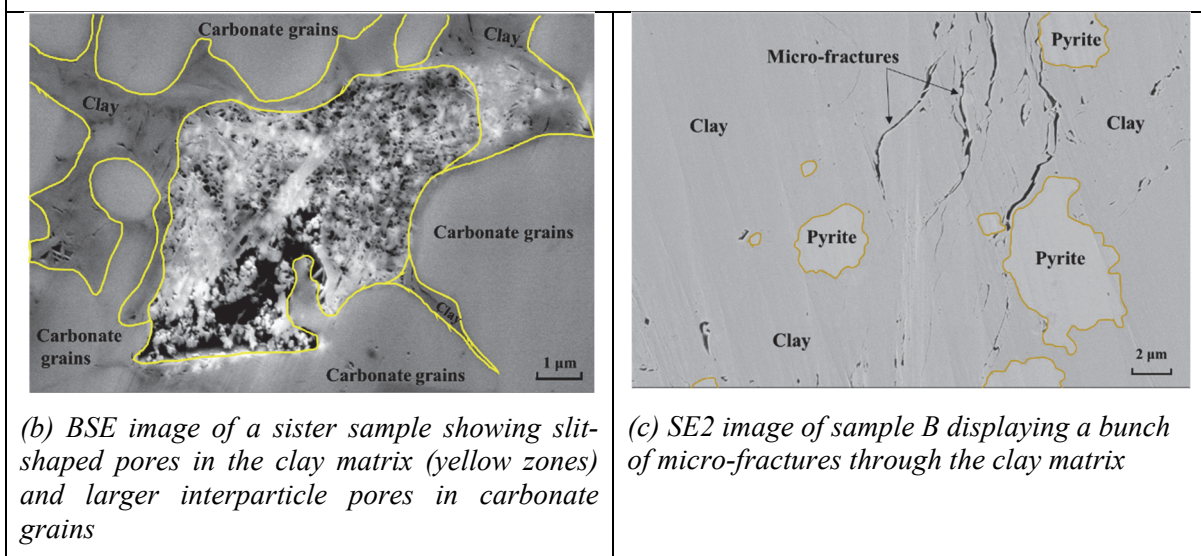 Carbonate grains
Clay
Clay
Carbonate grains
Clay
Carbonate
grains
Carbonate grains
1 μm
(b) BSE image of a sister sample showing slit-
shaped pores in the clay matrix (yellow zones)
and larger interparticle pores in carbonate
grains
Pyrite
Micro-fractures
Clay
Clay
Pyrite
Pyrite
Clay
2 μm
(c) SE2 image of sample B displaying a bunch
of micro-fractures through the clay matrix